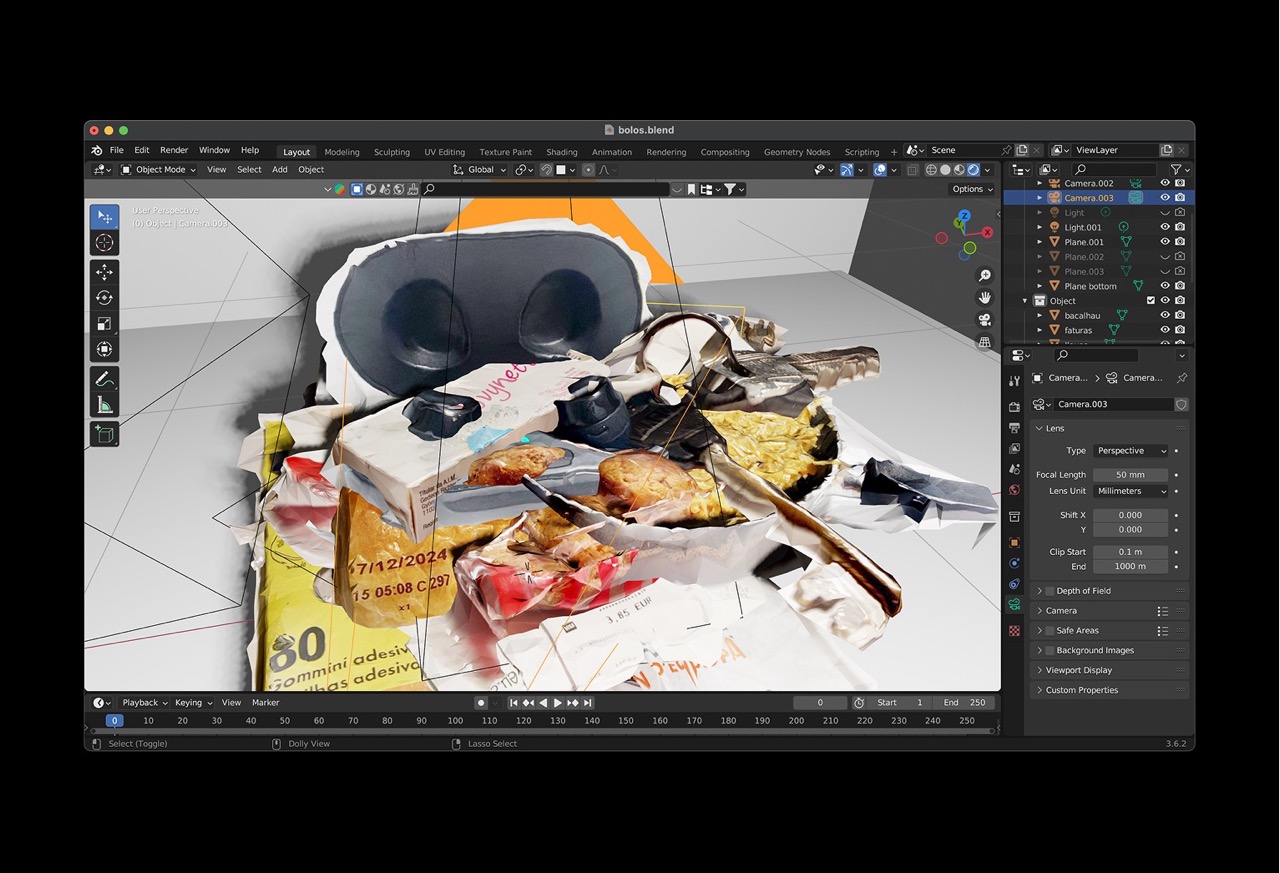 bolos.blend
File Edit Render Window Help Layout Modeling Sculpting UV Editing Texture Paint Shading Animation Rendering Compositing Geometry Nodes Scripting + Scene ViewLayer
Object Mode View Select Add Object Global
Options
User Perspective
(0) Object | Camera.003
Z
Y
X
Camera.002
Camera.003
Light
Light.001
Plane.001
Plane.002
Plane.003
Plane bottom
Object
bacalhau
faturas
Camera... Camera...
Camera.003
Lens
Type Perspective
Focal Length 50 mm
Lens Unit Millimeters
Shift X 0.000
Y 0.000
Clip Start 0.1 m
End 1000 m
Depth of Field
Camera
Safe Areas
Background Images
Viewport Display
Custom Properties
17/12/2024
15 05:08 C 297
x1
80
Gommini adesiv
3,85 EUR
Playback Keying View Marker 0 Start 1 End 250
0 10 20 30 40 50 60 70 80 90 100 110 120 130 140 150 160 170 180 190 200 210 220 230 240 250
Select (Toggle) Dolly View Lasso Select 3.6.2